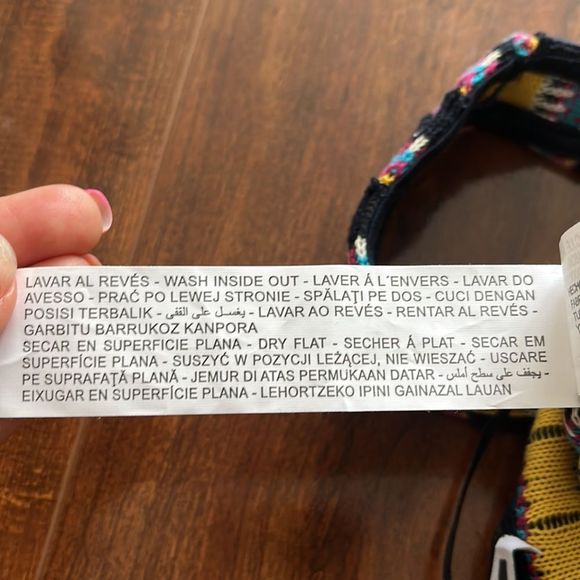 LAVAR AL REVÉS - WASH INSIDE OUT - LAVER Á L´ENVERS - LAVAR DO
AVESSO - PRAĆ PO LEWEJ STRONIE - SPĂLAŢI PE DOS - CUCI DENGAN
POSISI TERBALIK - يغسل على القفى - LAVAR AO REVÉS - RENTAR AL REVÉS -
GARBITU BARRUKOZ KANPORA
SECAR EN SUPERFICIE PLANA - DRY FLAT - SECHER Á PLAT - SECAR EM
SUPERFÍCIE PLANA - SUSZYĆ W POZYCJI LEŻĄCEJ, NIE WIESZAĆ - USCARE
PE SUPRAFAŢĂ PLANĂ - JEMUR DI ATAS PERMUKAAN DATAR - يجفف على سطح أملس -
EIXUGAR EN SUPERFÍCIE PLANA - LEHORTZEKO IPINI GAINAZAL LAUAN